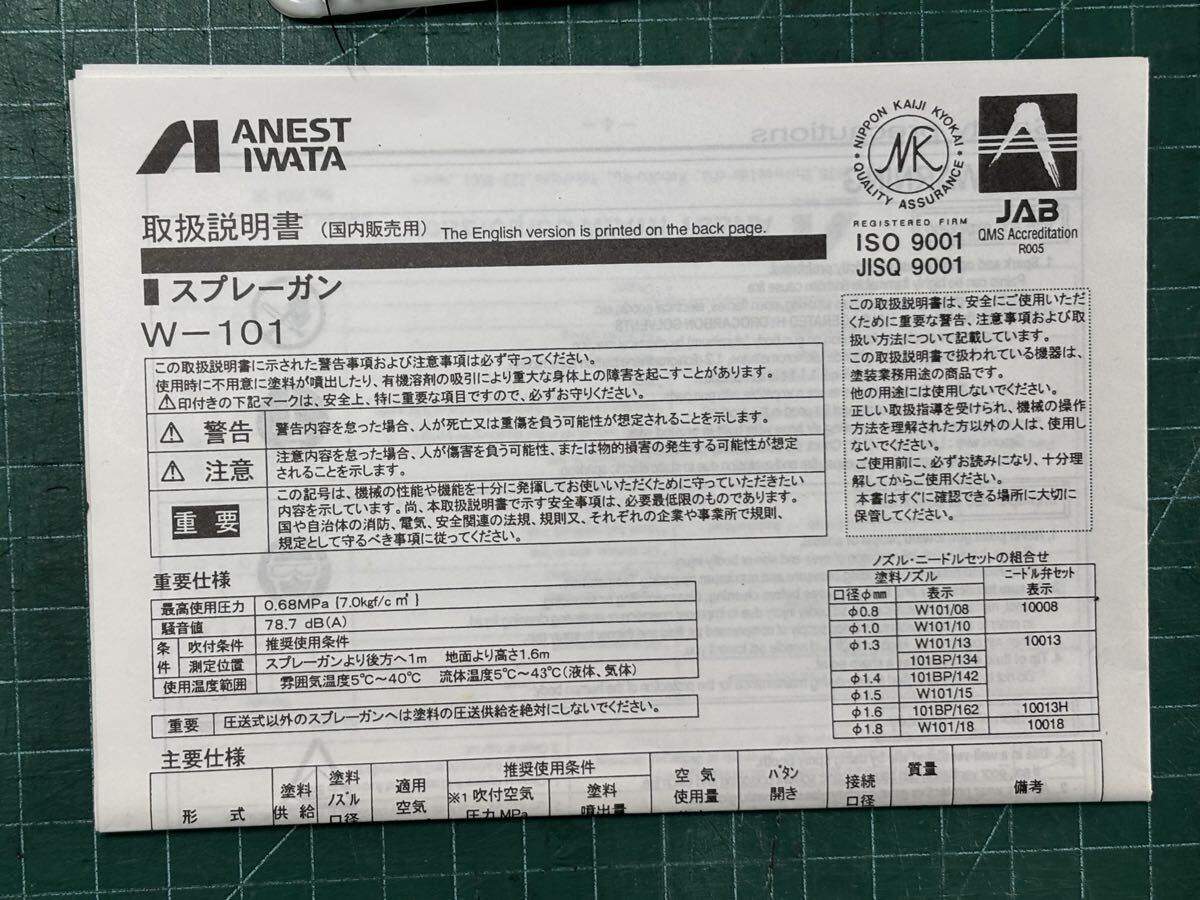 ANEST
IWATA
取扱説明書 （国内販売用） The English version is printed on the back page.
スプレーガン
W－101
NIPPON KAIJI KYOKAI
NK
QUALITY ASSURANCE
REGISTERED FIRM
ISO 9001
JISQ 9001
JAB
QMS Accreditation
R005
この取扱説明書に示された警告事項および注意事項は必ず守ってください。
使用時に不用意に塗料が噴出したり、有機溶剤の吸引により重大な身体上の障害を起こすことがあります。
⚠印付きの下記マークは、安全上、特に重要な項目ですので、必ずお守りください。
⚠ 警告 警告内容を怠った場合、人が死亡又は重傷を負う可能性が想定されることを示します。
⚠ 注意 注意内容を怠った場合、人が傷害を負う可能性、または物的損害の発生する可能性が想定
されることを示します。
重要 この記号は、機械の性能や機能を十分に発揮してお使いいただくために守っていただきたい
内容を示しています。尚、本取扱説明書で示す安全事項は、必要最低限のものであります。
国や自治体の消防、電気、安全関連の法規、規則又、それぞれの企業や事業所で規則、
規定として守るべき事項に従ってください。
この取扱説明書は、安全にご使用いただ
くために重要な警告、注意事項および取
扱い方法について記載しています。
この取扱説明書で扱われている機器は、
塗装業務用途の商品です。
他の用途には使用しないでください。
正しい取扱指導を受けられ、機械の操作
方法を理解された方以外の人は、使用し
ないでください。
ご使用前に、必ずお読みになり、十分理
解してからご使用ください。
本書はすぐに確認できる場所に大切に
保管してください。
重要仕様
最高使用圧力 0.68MPa {7.0kgf/c㎡}
騒音値 78.7 dB(A)
条件 吹付条件 推奨使用条件
測定位置 スプレーガンより後方へ1m 地面より高さ1.6m
使用温度範囲 雰囲気温度5℃～40℃ 流体温度5℃～43℃(液体、気体)
重要 圧送式以外のスプレーガンへは塗料の圧送供給を絶対にしないでください。
ノズル・ニードルセットの組合せ
塗料ノズル ニードル弁セット
口径φmm 表示 表示
φ0.8 W101/08 10008
φ1.0 W101/10
φ1.3 W101/13 10013
101BP/134
φ1.4 101BP/142
φ1.5 W101/15
φ1.6 101BP/162 10013H
φ1.8 W101/18 10018
主要仕様
形 式
塗料
供給
塗料
ノズル
口径
適用
空気
推奨使用条件
※1 吹付空気
圧力 MPa
塗料
噴出量
空 気
使用量
パタン
開き
接続
口径
質量
備考